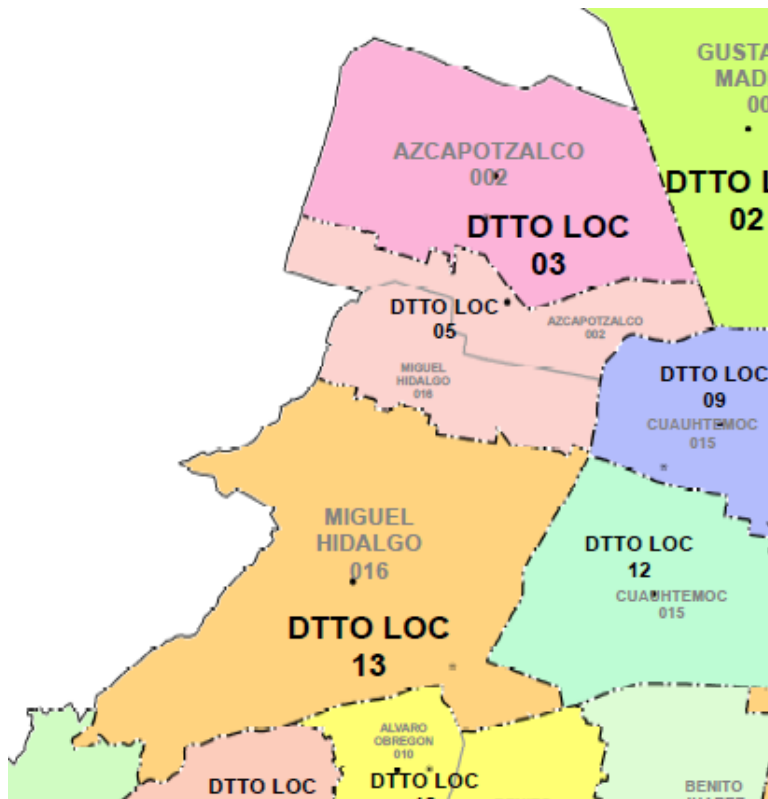 GUSTA
MAD
00
AZCAPOTZALCO
002
DTTO L
02
DTTO LOC
03
DTTO LOC
05
AZCAPOTZALCO
002
MIGUEL
HIDALGO
016
DTTO LOC
09
CUAUHTEMOC
015
MIGUEL
HIDALGO
016
DTTO LOC
12
CUAUHTEMOC
015
DTTO LOC
13
ALVARO
OBREGON
010
DTTO LOC
DTTO LOC
BENITO